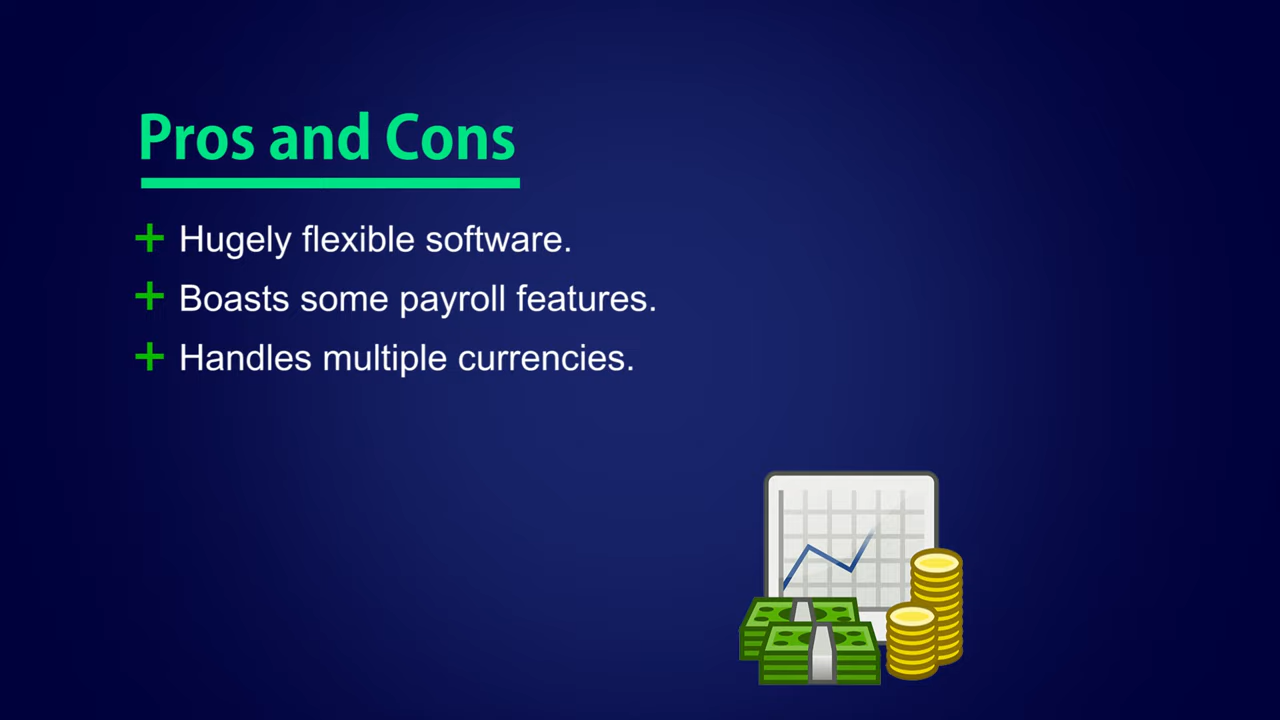 Pros and Cons
+ Hugely flexible software.
+ Boasts some payroll features.
+ Handles multiple currencies.